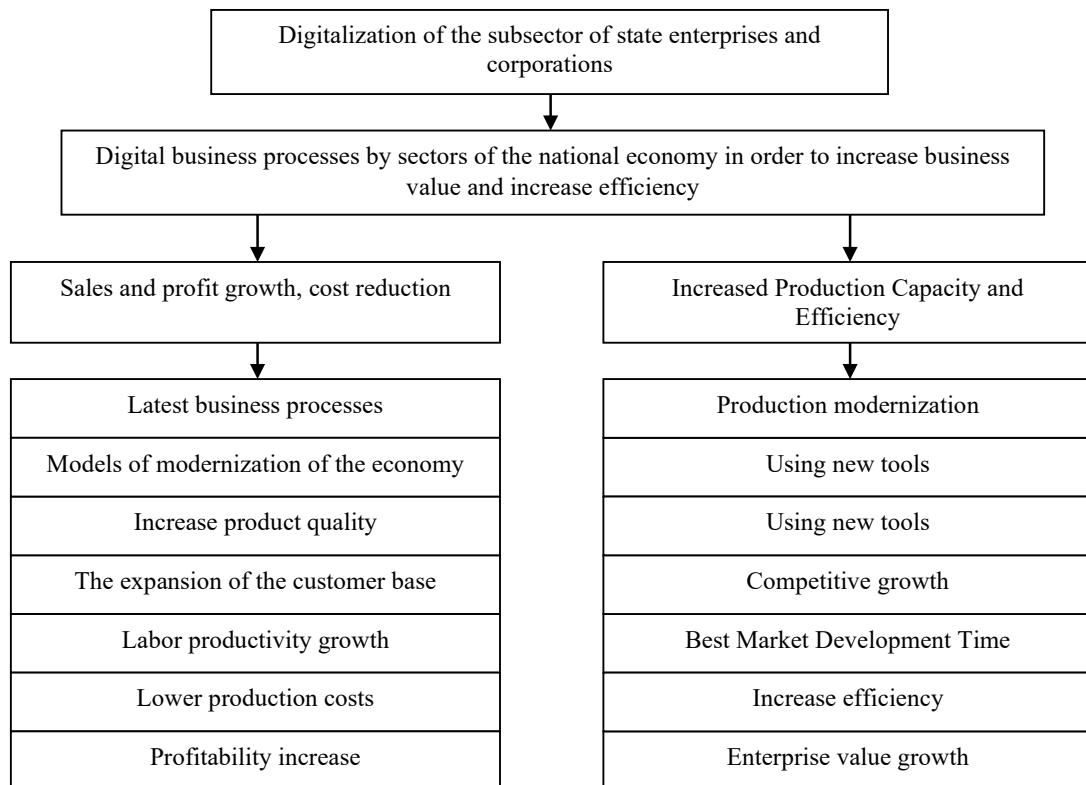 Digitalization of the subsector of state enterprises and
corporations
Digital business processes by sectors of the national economy in order to increase business
value and increase efficiency
Sales and profit growth, cost reduction
Increased Production Capacity and
Efficiency
Latest business processes
Models of modernization of the economy
Increase product quality
The expansion of the customer base
Labor productivity growth
Lower production costs
Profitability increase
Production modernization
Using new tools
Using new tools
Competitive growth
Best Market Development Time
Increase efficiency
Enterprise value growth